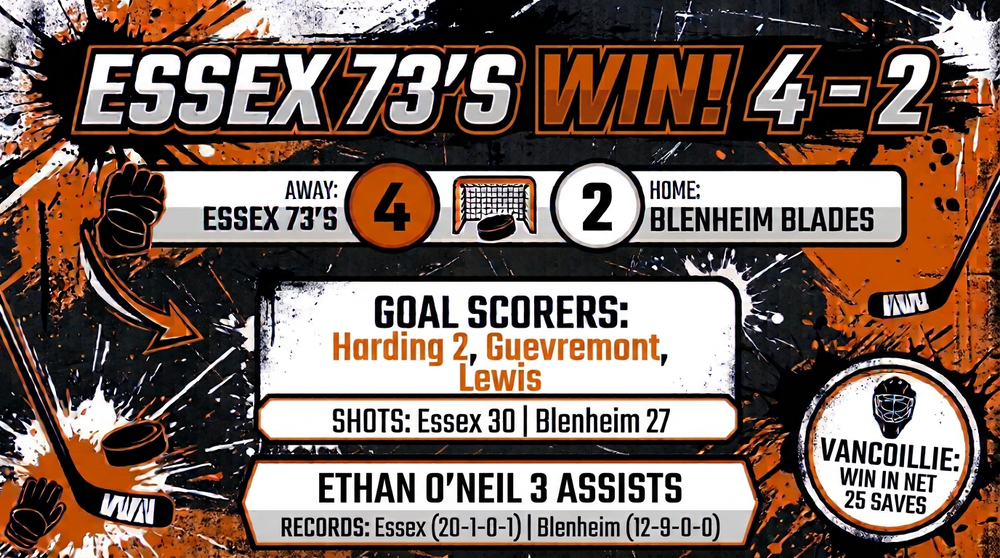 ESSEX 73'S WIN! 4-2
AWAY:
ESSEX 73'S
4
2
HOME:
BLENHEIM BLADES
GOAL SCORERS:
Harding 2, Guevremont,
Lewis
SHOTS: Essex 30 | Blenheim 27
ETHAN O'NEIL 3 ASSISTS
RECORDS: Essex (20-1-0-1) | Blenheim (12-9-0-0)
VANCOILLIE:
WIN IN NET
25 SAVES